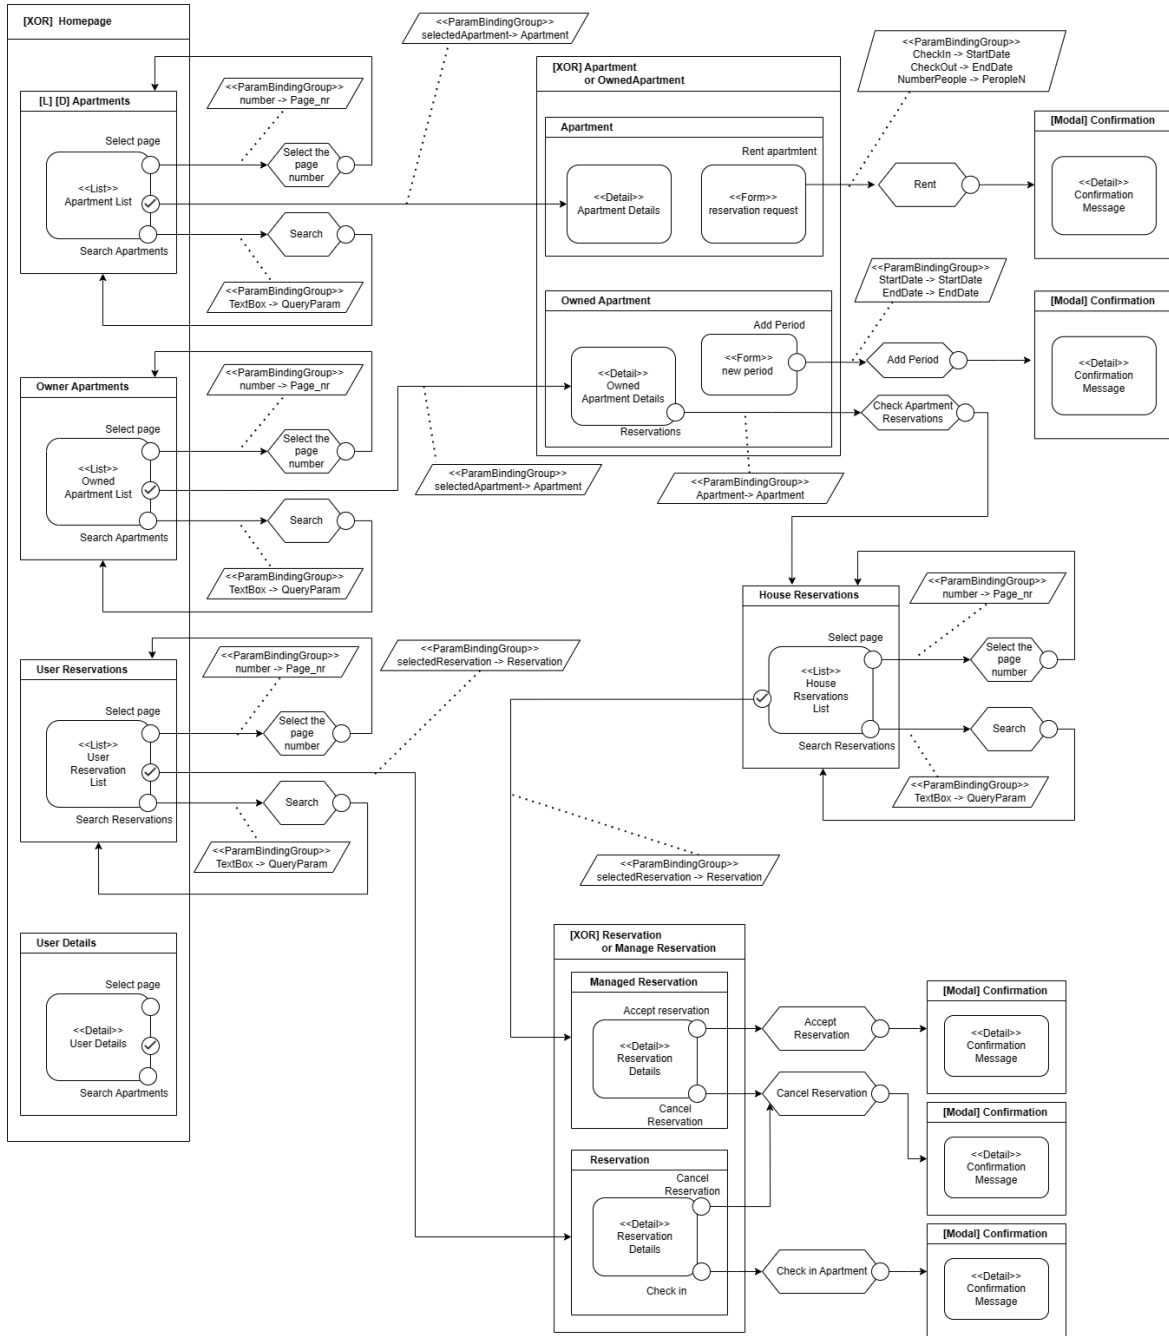 [XOR] Homepage
<<ParamBindingGroup>>
selectedApartment-> Apartment
<<ParamBindingGroup>>
CheckIn -> StartDate
CheckOut -> EndDate
NumberPeople -> PeropleN
[XOR] Apartment
or OwnedApartment
[L] [D] Apartments
<<ParamBindingGroup>>
number -> Page_nr
Select page
Select the
page
number
<<List>>
Apartment List
Search
Search Apartments
<<ParamBindingGroup>>
TextBox -> QueryParam
Apartment
Rent apartment
<<Detail>>
Apartment Details
<<Form>>
reservation request
Rent
[Modal] Confirmation
<<Detail>>
Confirmation
Message
<<ParamBindingGroup>>
StartDate -> StartDate
EndDate -> EndDate
Owned Apartment
Add Period
<<Form>>
new period
<<Detail>>
Owned
Apartment Details
Reservations
Add Period
Check Apartment
Reservations
[Modal] Confirmation
<<Detail>>
Confirmation
Message
Owner Apartments
<<ParamBindingGroup>>
number -> Page_nr
Select page
Select the
page
number
<<List>>
Owned
Apartment List
<<ParamBindingGroup>>
selectedApartment-> Apartment
<<ParamBindingGroup>>
Apartment-> Apartment
Search
Search Apartments
<<ParamBindingGroup>>
TextBox -> QueryParam
House Reservations
<<ParamBindingGroup>>
number -> Page_nr
Select page
Select the
page
number
<<List>>
House
Rservations
List
Search
Search Reservations
<<ParamBindingGroup>>
TextBox -> QueryParam
User Reservations
<<ParamBindingGroup>>
number -> Page_nr
<<ParamBindingGroup>>
selectedReservation -> Reservation
Select page
Select the
page
number
<<List>>
User
Reservation
List
Search
Search Reservations
<<ParamBindingGroup>>
TextBox -> QueryParam
<<ParamBindingGroup>>
selectedReservation -> Reservation
User Details
Select page
<<Detail>>
User Details
Search Apartments
[XOR] Reservation
or Manage Reservation
Managed Reservation
Accept reservation
<<Detail>>
Reservation
Details
Cancel
Reservation
Accept
Reservation
Cancel Reservation
[Modal] Confirmation
<<Detail>>
Confirmation
Message
[Modal] Confirmation
<<Detail>>
Confirmation
Message
Reservation
Cancel
Reservation
<<Detail>>
Reservation
Details
Check in
Check in Apartment
[Modal] Confirmation
<<Detail>>
Confirmation
Message